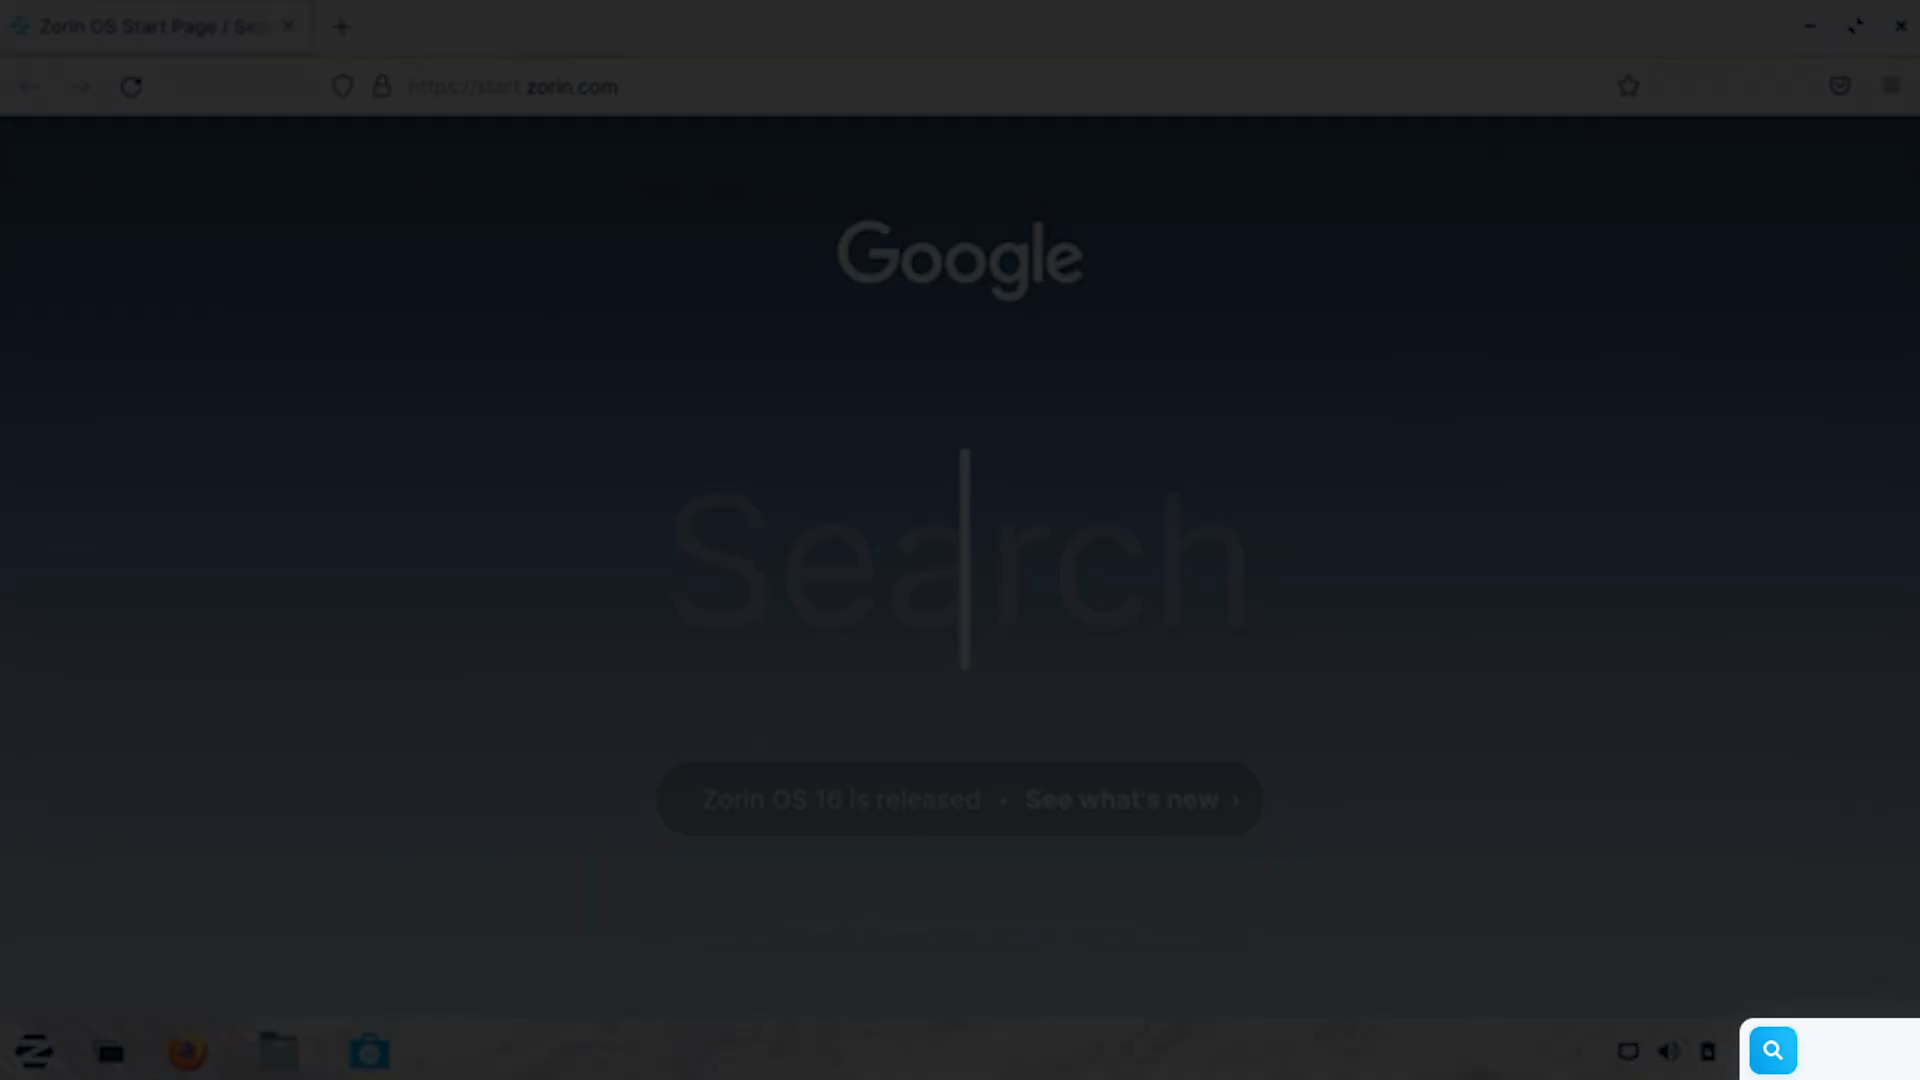 Zorin OS Start Page / Sea
https://start.zorin.com
Google
Search
Zorin OS 16 is released • See what's new ›